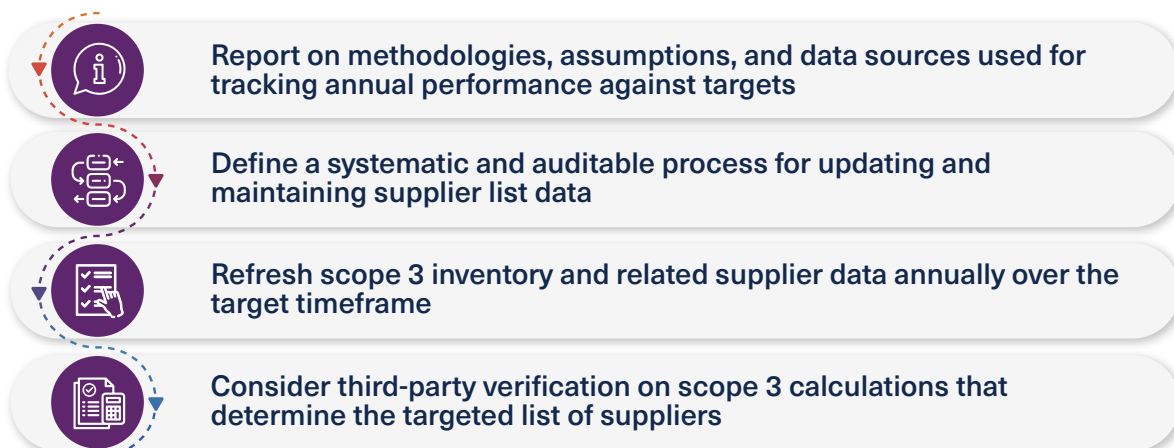 Report on methodologies, assumptions, and data sources used for
tracking annual performance against targets
Define a systematic and auditable process for updating and
maintaining supplier list data
Refresh scope 3 inventory and related supplier data annually over the
target timeframe
Consider third-party verification on scope 3 calculations that
determine the targeted list of suppliers